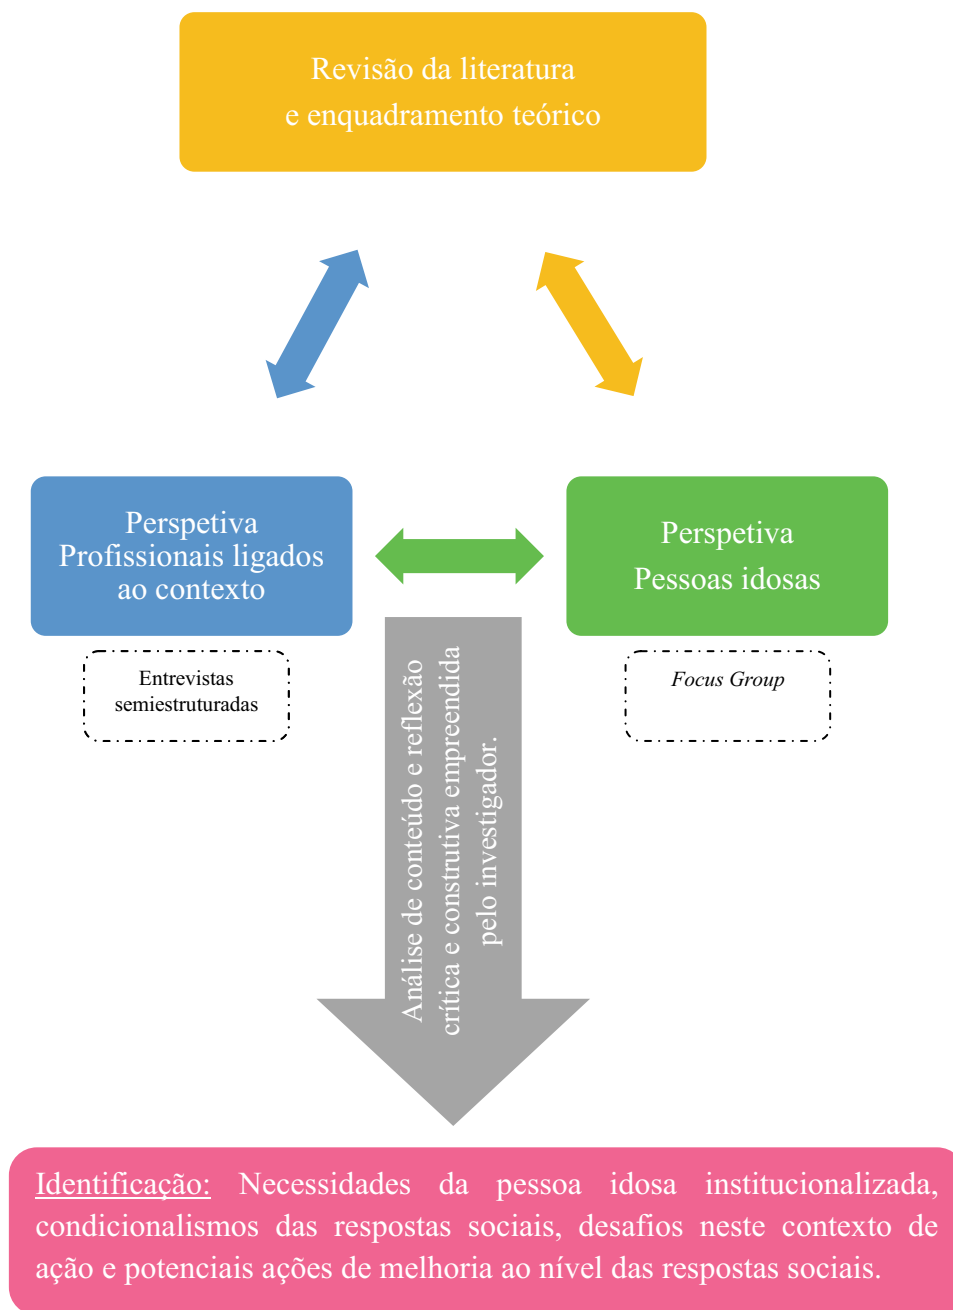 Revisão da literatura
e enquadramento teórico
Perspetiva
Profissionais ligados
ao contexto
Perspetiva
Pessoas idosas
Entrevistas
semiestruturadas
Focus Group
Análise de conteúdo e reflexão
crítica e construtiva empreendida
pelo investigador.
Identificação: Necessidades da pessoa idosa institucionalizada,
condicionalismos das respostas sociais, desafios neste contexto de
ação e potenciais ações de melhoria ao nível das respostas sociais.